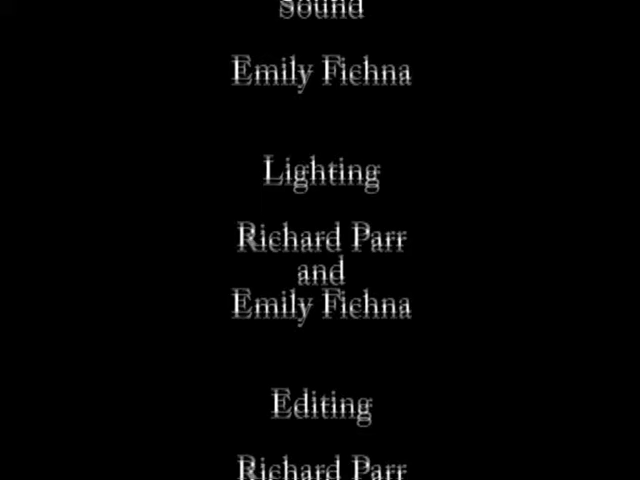 Sound
Emily Fichna
Lighting
Richard Parr
and
Emily Fichna
Editing
Richard Parr